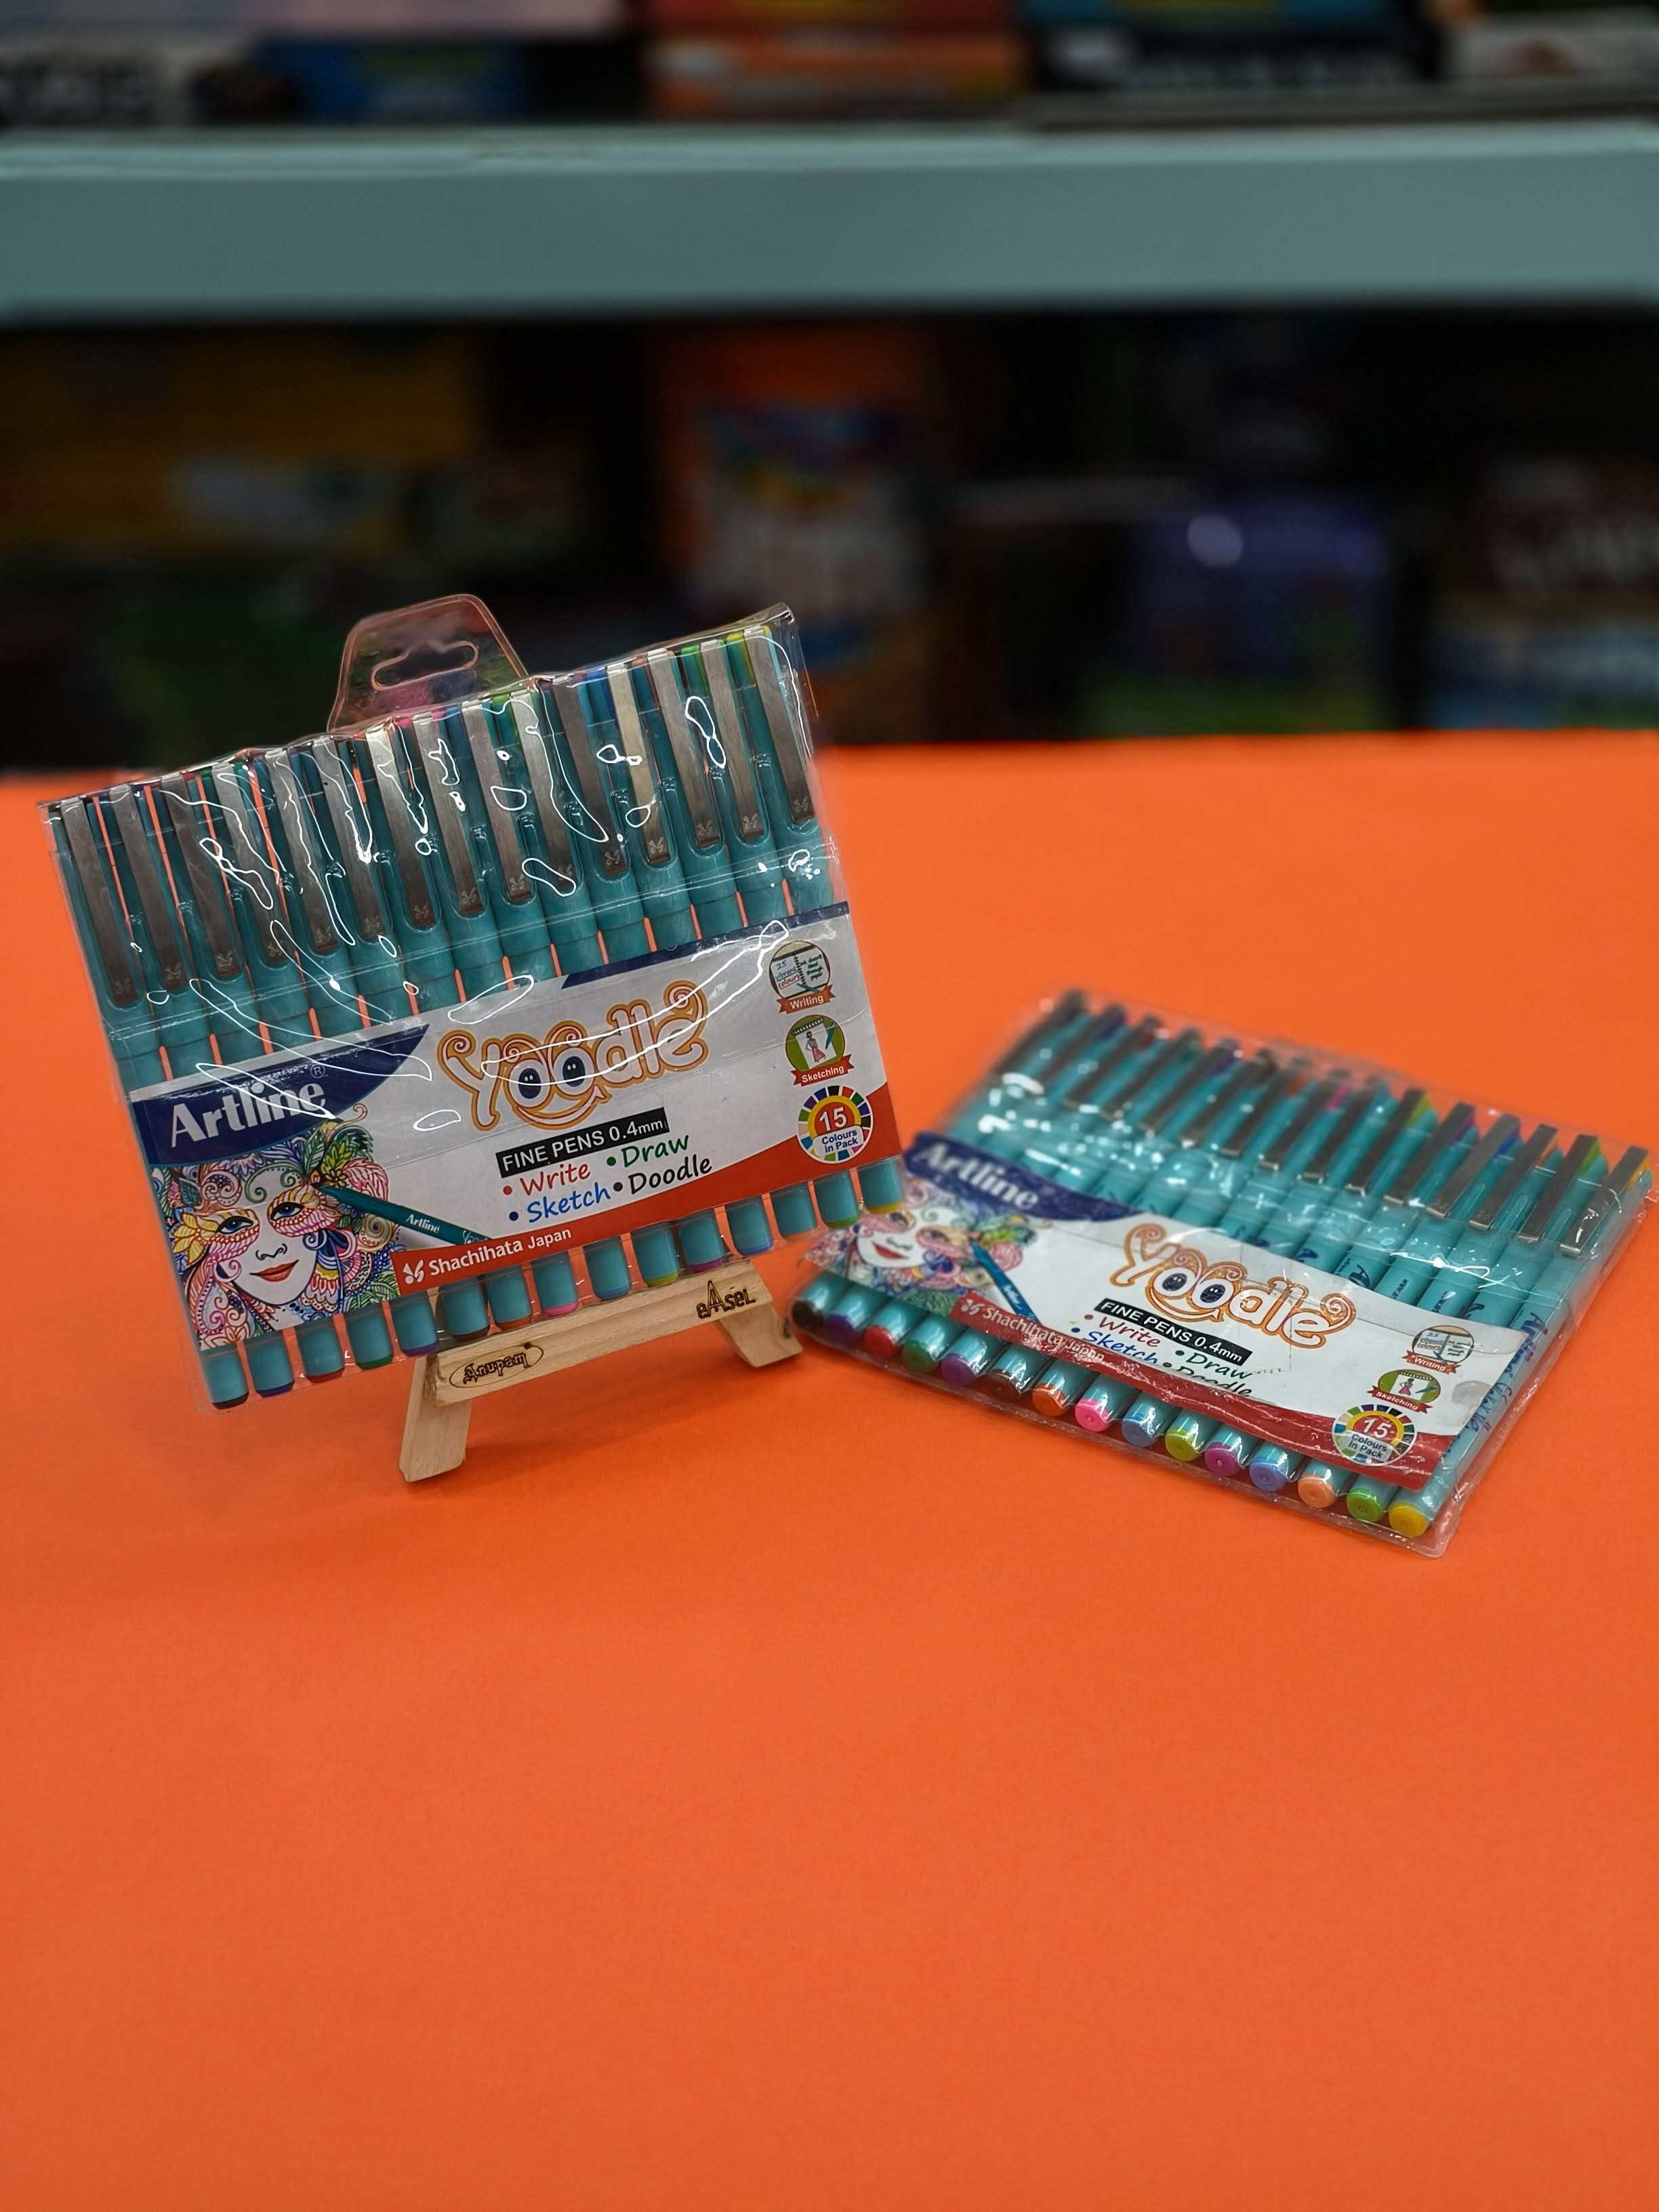 Artline®
Yoodle
FINE PENS 0.4mm
• Write • Draw
• Sketch • Doodle
Artline
Shachihata Japan
Writing
Sketching
15
Colours
in Pack
Anupam
eAsel
Artline
Yoodle
FINE PENS 0.4mm
• Write • Draw
• Sketch • Doodle
Shachihata Japan
Writing
Sketching
15
Colours
in Pack